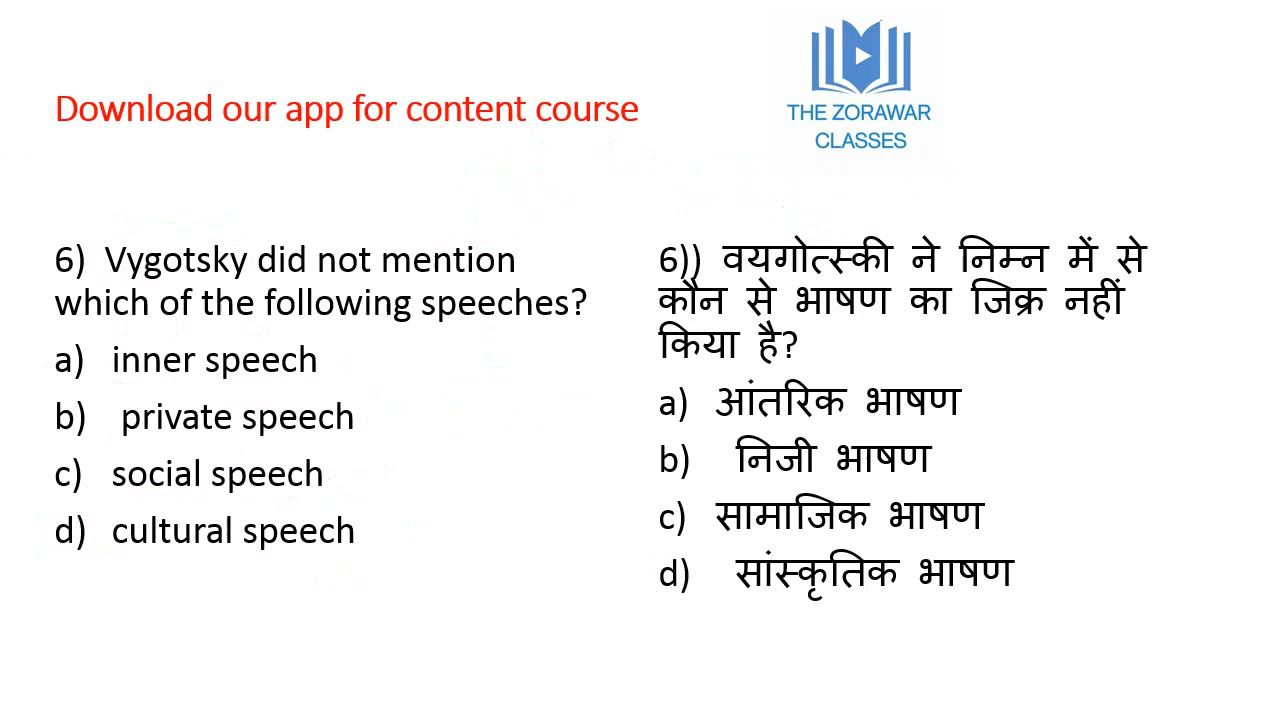 Download our app for content course
THE ZORAWAR
CLASSES
6) Vygotsky did not mention
which of the following speeches?
a) inner speech
b) private speech
c) social speech
d) cultural speech
6)) वयगोत्स्की ने निम्न में से
कौन से भाषण का जिक्र नहीं
किया है?
a) आंतरिक भाषण
b) निजी भाषण
c) सामाजिक भाषण
d) सांस्कृतिक भाषण